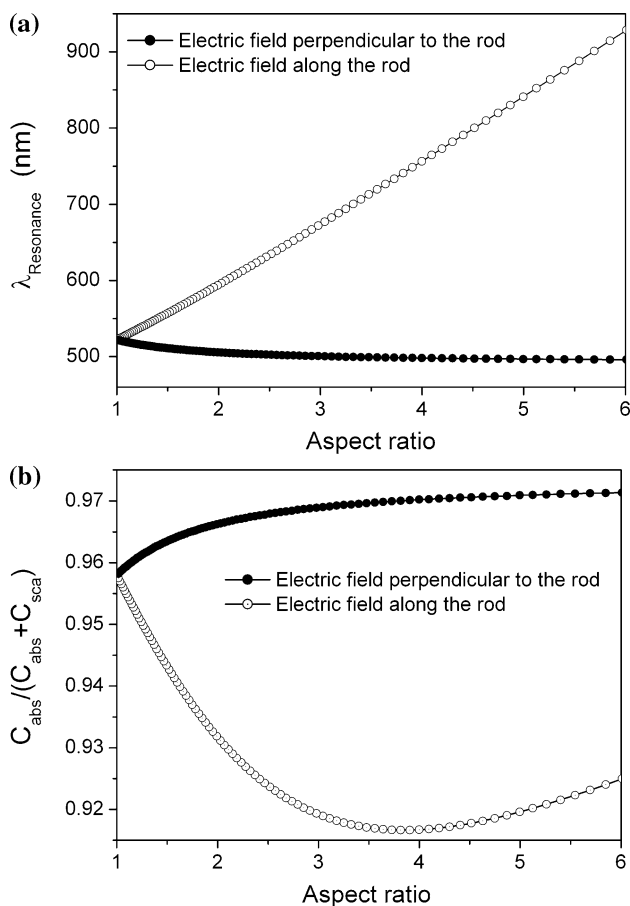 (a)
Electric field perpendicular to the rod
Electric field along the rod
900
800
700
600
500
λResonance (nm)
1 2 3 4 5 6
Aspect ratio
(b)
0.97
0.96
0.95
0.94
0.93
0.92
Electric field perpendicular to the rod
Electric field along the rod
Cabs/(Cabs+Csca)
1 2 3 4 5 6
Aspect ratio